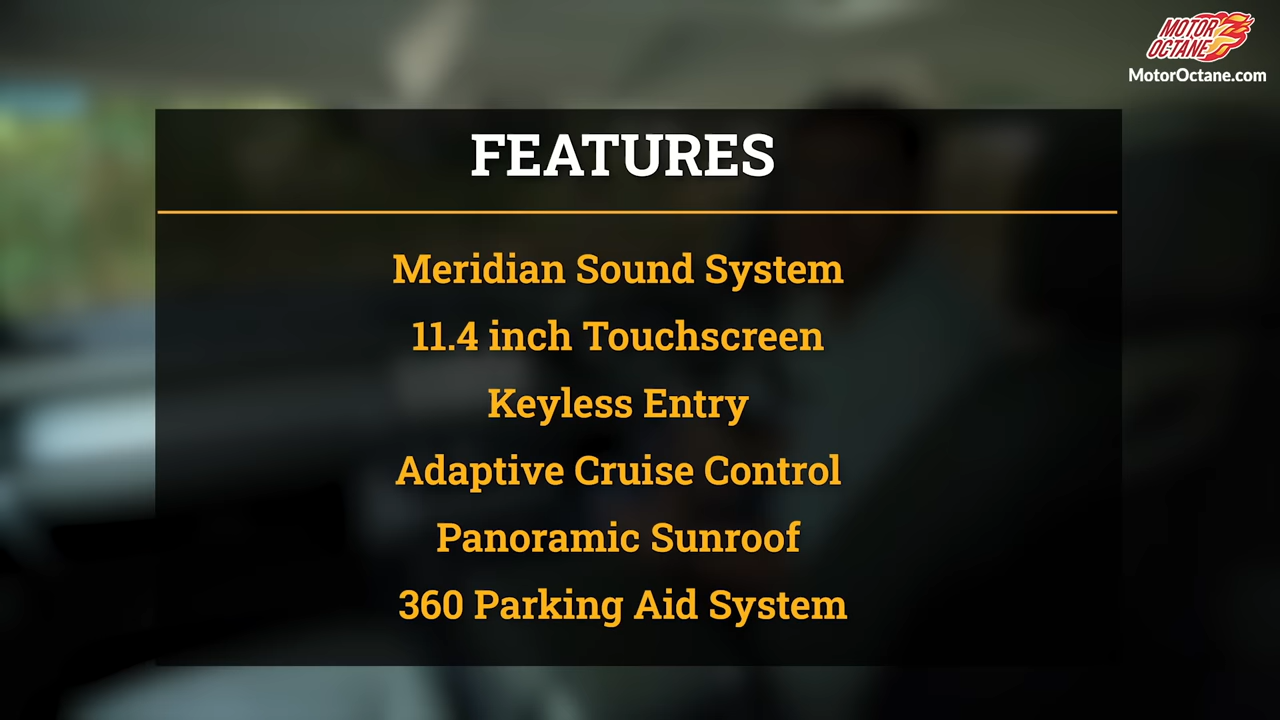 MOTOR
OCTANE
MotorOctane.com
FEATURES
Meridian Sound System
11.4 inch Touchscreen
Keyless Entry
Adaptive Cruise Control
Panoramic Sunroof
360 Parking Aid System